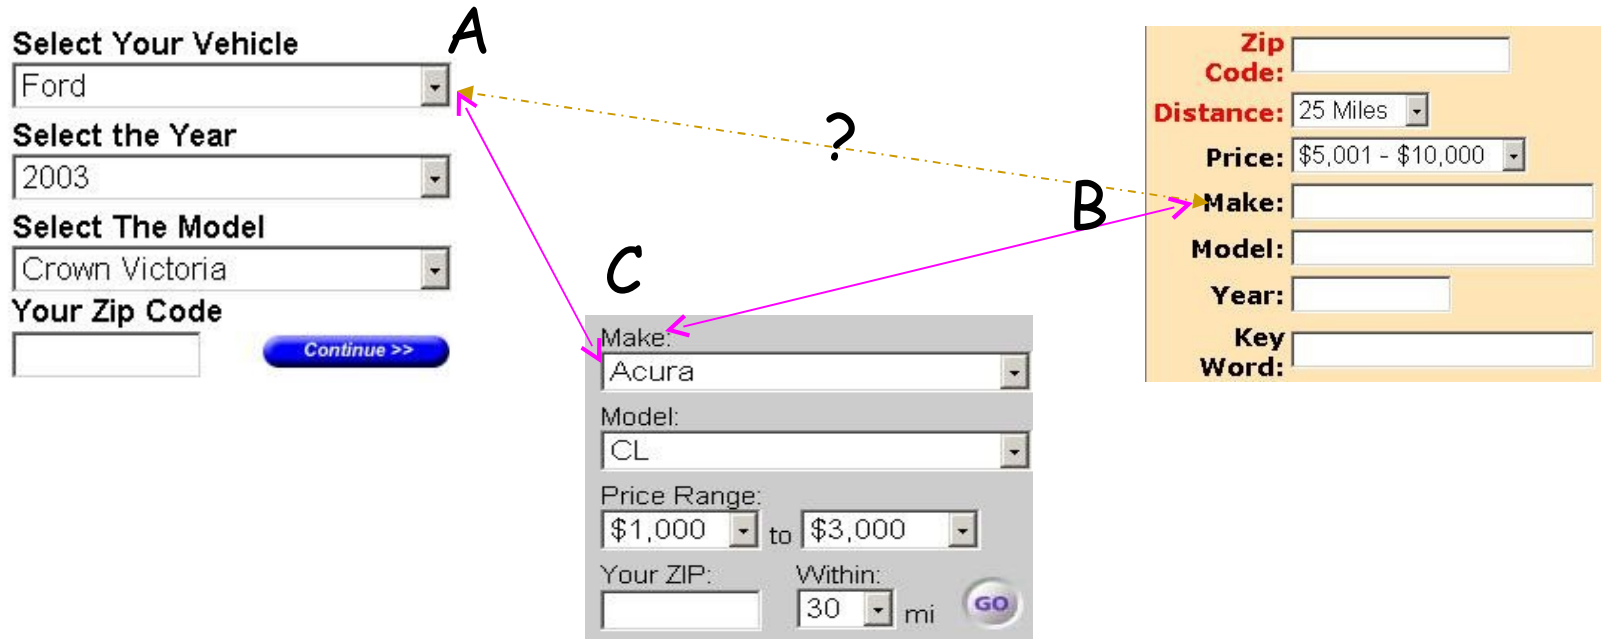 A
Select Your Vehicle
Ford
Select the Year
2003
Select The Model
Crown Victoria
Your Zip Code
Continue >>
?
B
C
Make:
Acura
Model:
CL
Price Range:
$1,000 to $3,000
Your ZIP: Within:
30 mi GO
Zip
Code:
Distance: 25 Miles
Price: $5,001 - $10,000
Make:
Model:
Year:
Key
Word: